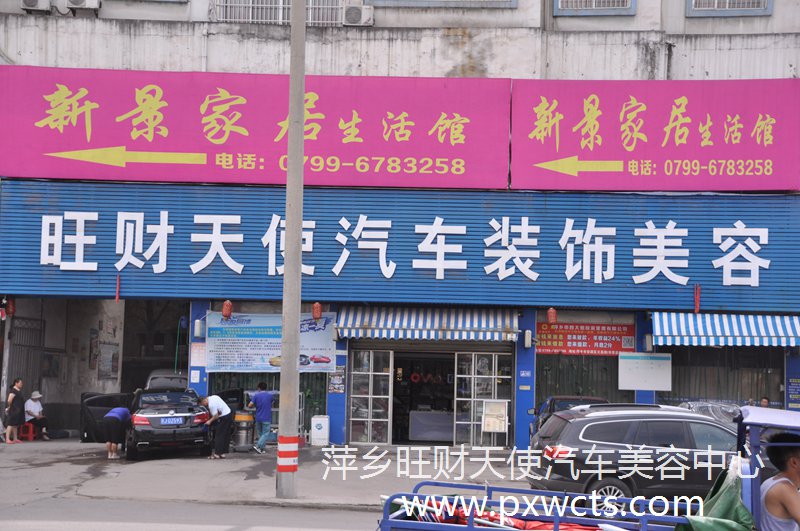 新景家居生活馆
电话：0799-6783258
新景家居生活馆
电话：0799-6783258
旺财天使汽车装饰美容
萍乡旺财天使汽车美容中心
www.pxwcts.com